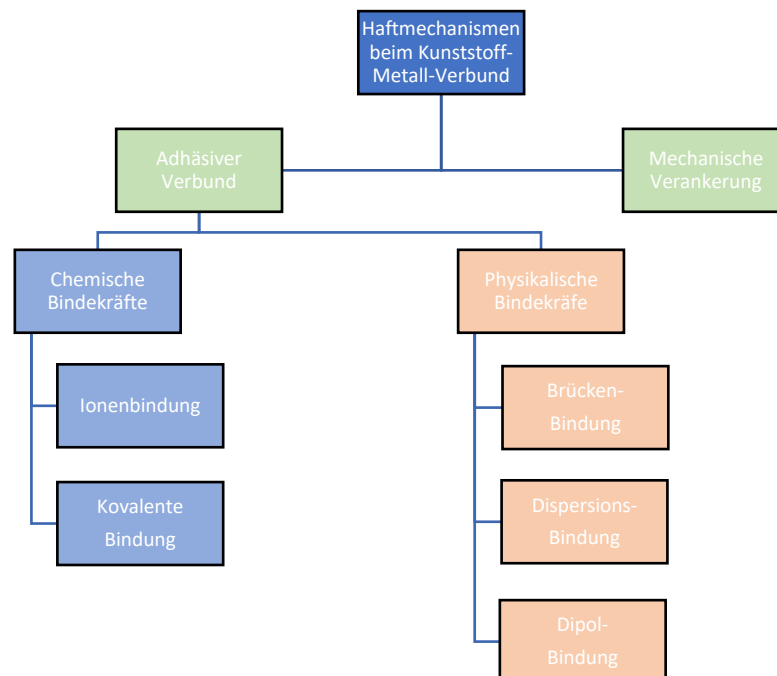 Haftmechanismen
beim Kunststoff-
Metall-Verbund
Adhäsiver
Verbund
Mechanische
Verankerung
Chemische
Bindekräfte
Physikalische
Bindekräfe
Ionenbindung
Brücken-
Bindung
Kovalente
Bindung
Dispersions-
Bindung
Dipol-
Bindung